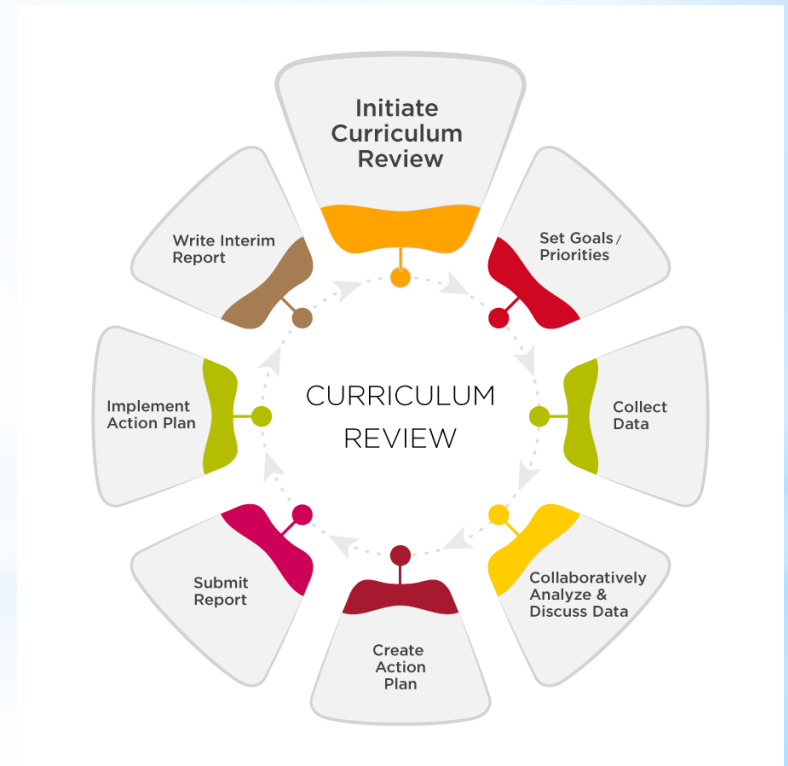 Initiate
Curriculum
Review
Set Goals/
Priorities
Collect
Data
Collaboratively
Analyze &
Discuss Data
Create
Action
Plan
Submit
Report
Implement
Action Plan
Write Interim
Report
CURRICULUM
REVIEW